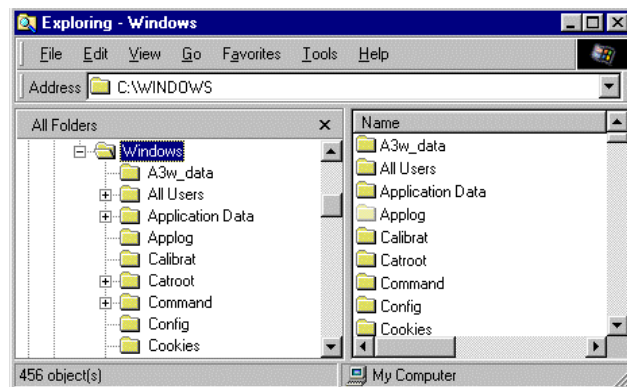 Exploring - Windows
File Edit View Go Favorites Tools Help
Address C:\WINDOWS
All Folders
Windows
A3w_data
All Users
Application Data
Applog
Calibrat
Catroot
Command
Config
Cookies
Name
A3w_data
All Users
Application Data
Applog
Calibrat
Catroot
Command
Config
Cookies
456 object(s)
My Computer